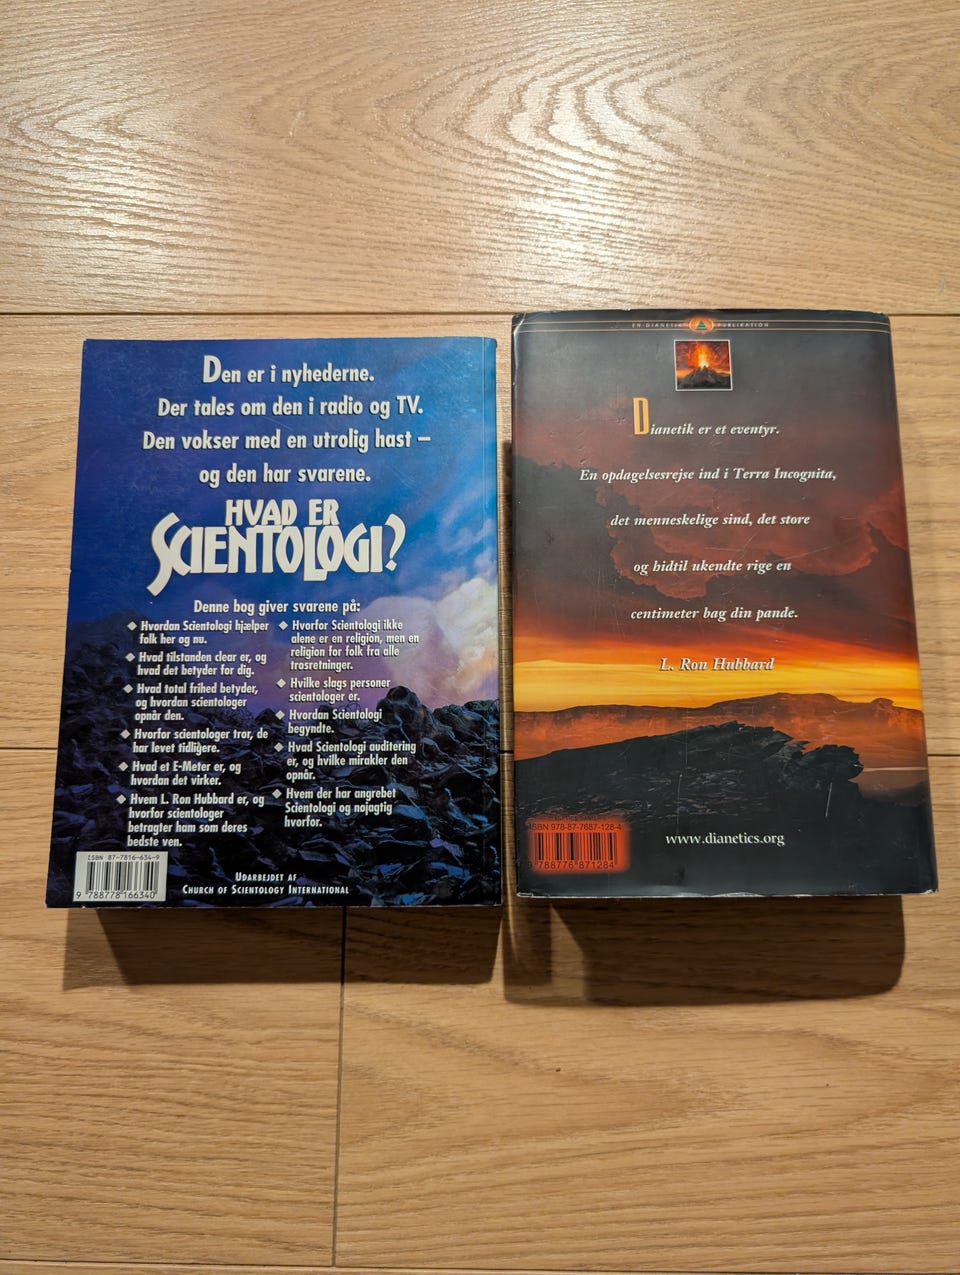 Den er i nyhederne.
Der tales om den i radio og TV.
Den vokser med en utrolig hast –
og den har svarene.
HVAD ER
SCIENTOLOGI?
Denne bog giver svarene på:
◆ Hvordan Scientologi hjælper
folk her og nu.
◆ Hvad tilstanden clear er, og
hvad det betyder for dig.
◆ Hvad total frihed betyder,
og hvordan scientologer
opnår den.
◆ Hvorfor scientologer tror, de
har levet tidligere.
◆ Hvad et E-Meter er, og
hvordan det virker.
◆ Hvem L. Ron Hubbard er, og
hvorfor scientologer
betragter ham som deres
bedste ven.
◆ Hvorfor Scientologi ikke
alene er en religion, men en
religion for folk fra alle
trosretninger.
◆ Hvilke slags personer
scientologer er.
◆ Hvordan Scientologi
begyndte.
◆ Hvad Scientologi auditering
er, og hvilke mirakler den
opnår.
◆ Hvem der har angrebet
Scientologi og nøjagtig
hvorfor.
ISBN 87-7816-634-9
9 788778 166340
UDARBEJDET AF
CHURCH OF SCIENTOLOGY INTERNATIONAL
EN DIANETIK PUBLIKATION
Dianetik er et eventyr.
En opdagelsesrejse ind i Terra Incognita,
det menneskelige sind, det store
og hidtil ukendte rige en
centimeter bag din pande.
L. Ron Hubbard
ISBN 978-87-7687-128-4
9 788776 871284
www.dianetics.org